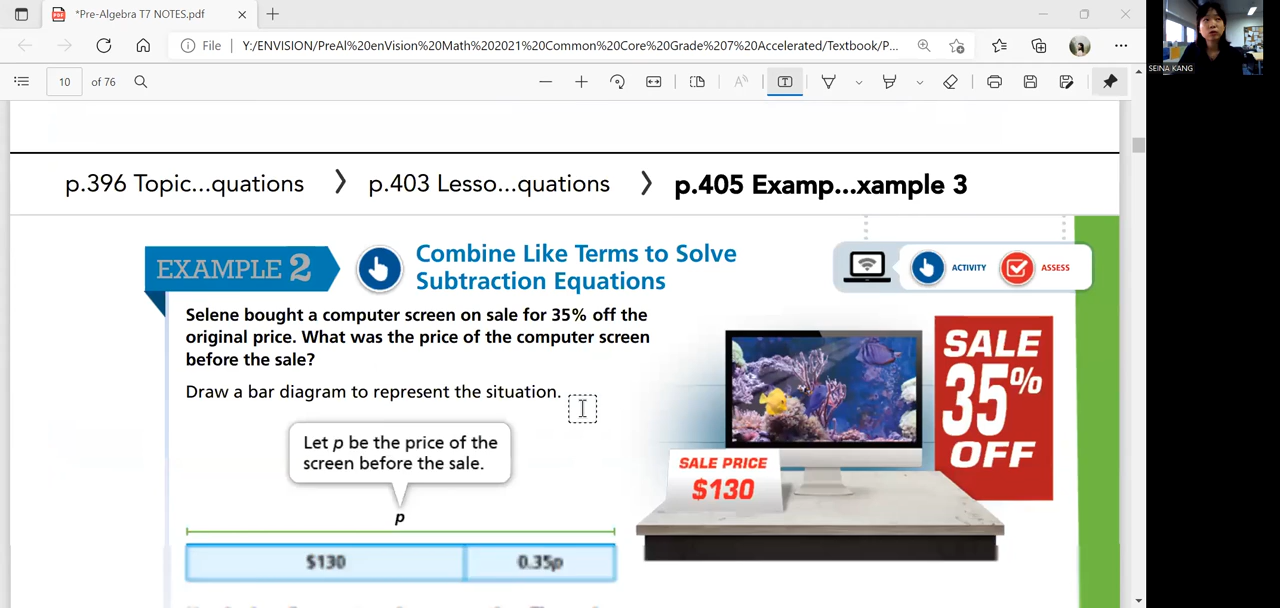 *Pre-Algebra T7 NOTES.pdf
File
Y:/ENVISION/PreAl%20enVision%20Math%202021%20Common%20Core%20Grade%207%20Accelerated/Textbook/P...
10
of 76
SEINA KANG
p.396 Topic...quations
p.403 Lesso...quations
p.405 Examp...xample 3
EXAMPLE 2
Combine Like Terms to Solve
Subtraction Equations
ACTIVITY
ASSESS
Selene bought a computer screen on sale for 35% off the
original price. What was the price of the computer screen
before the sale?
Draw a bar diagram to represent the situation.
Let p be the price of the
screen before the sale.
p
$130
0.35p
SALE PRICE
$130
SALE
35%
OFF